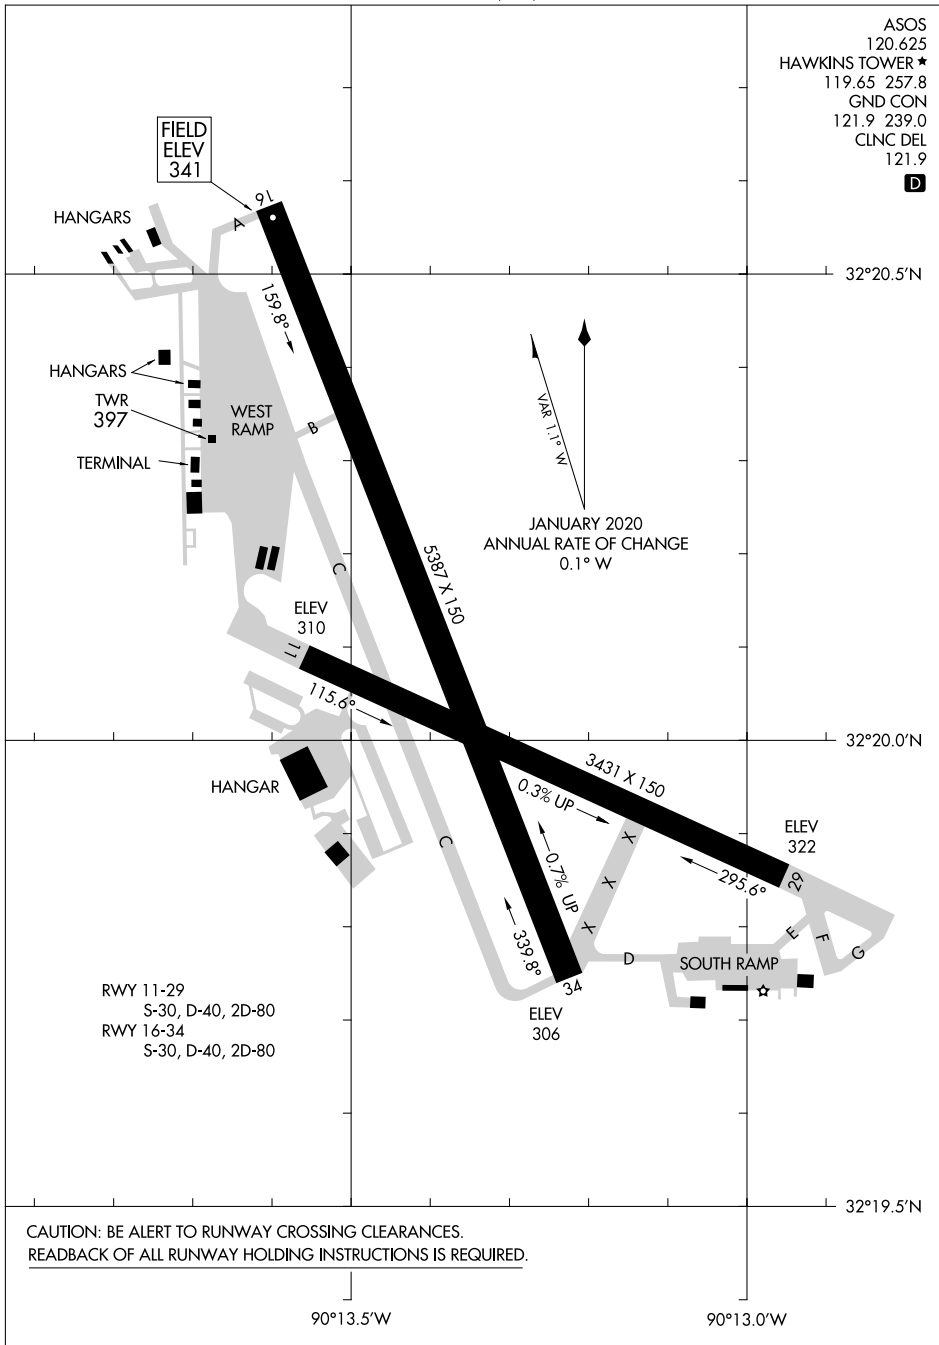 ASOS
120.625
HAWKINS TOWER ★
119.65 257.8
GND CON
121.9 239.0
CLNC DEL
121.9
D
FIELD
ELEV
341
16
A
HANGARS
32°20.5'N
159.8°
HANGARS
TWR
397
WEST
RAMP
B
TERMINAL
VAR 1.1° W
JANUARY 2020
ANNUAL RATE OF CHANGE
0.1° W
5387 X 150
C
ELEV
310
11
115.6°
32°20.0'N
HANGAR
3431 X 150
0.3% UP
C
X
X
X
0.7% UP
ELEV
322
295.6°
29
339.8°
E
F
G
D
SOUTH RAMP
34
ELEV
306
RWY 11-29
S-30, D-40, 2D-80
RWY 16-34
S-30, D-40, 2D-80
32°19.5'N
CAUTION: BE ALERT TO RUNWAY CROSSING CLEARANCES.
READBACK OF ALL RUNWAY HOLDING INSTRUCTIONS IS REQUIRED.
90°13.5'W
90°13.0'W